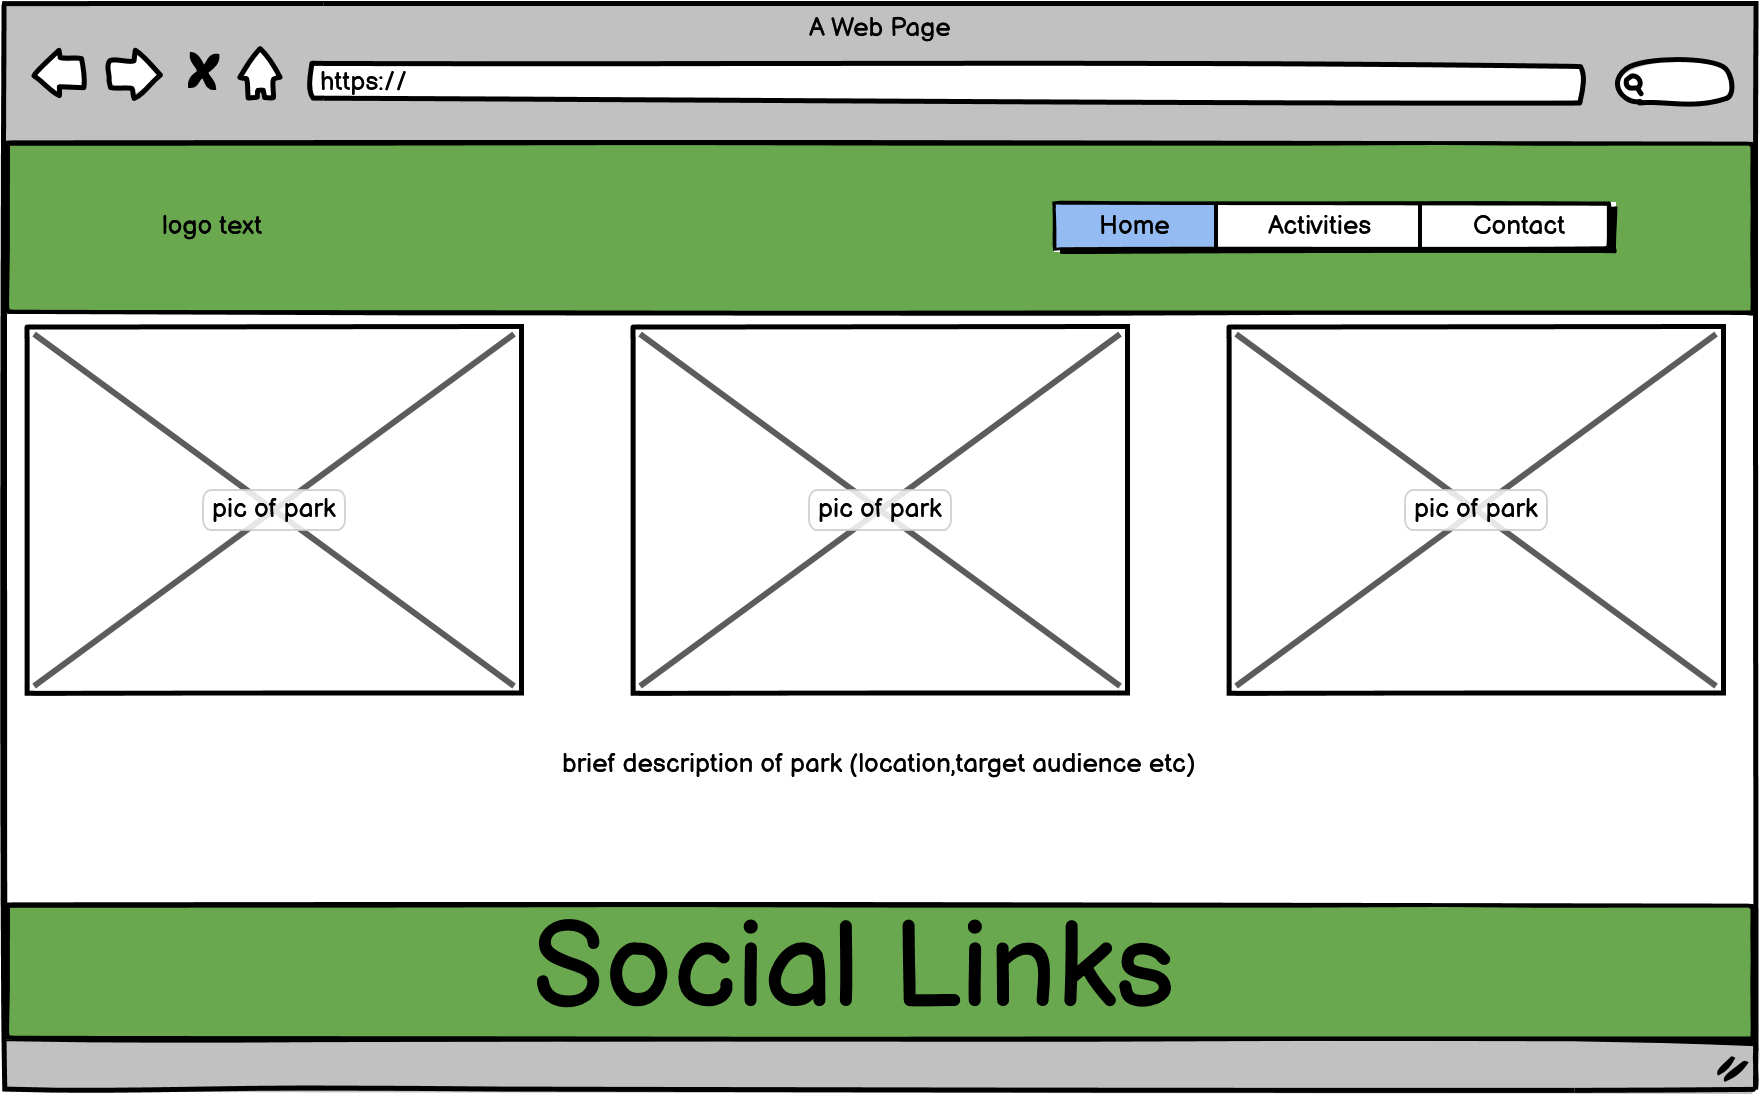 A Web Page
https://
logo text
Home Activities Contact
pic of park pic of park pic of park
brief description of park (location,target audience etc)
Social Links